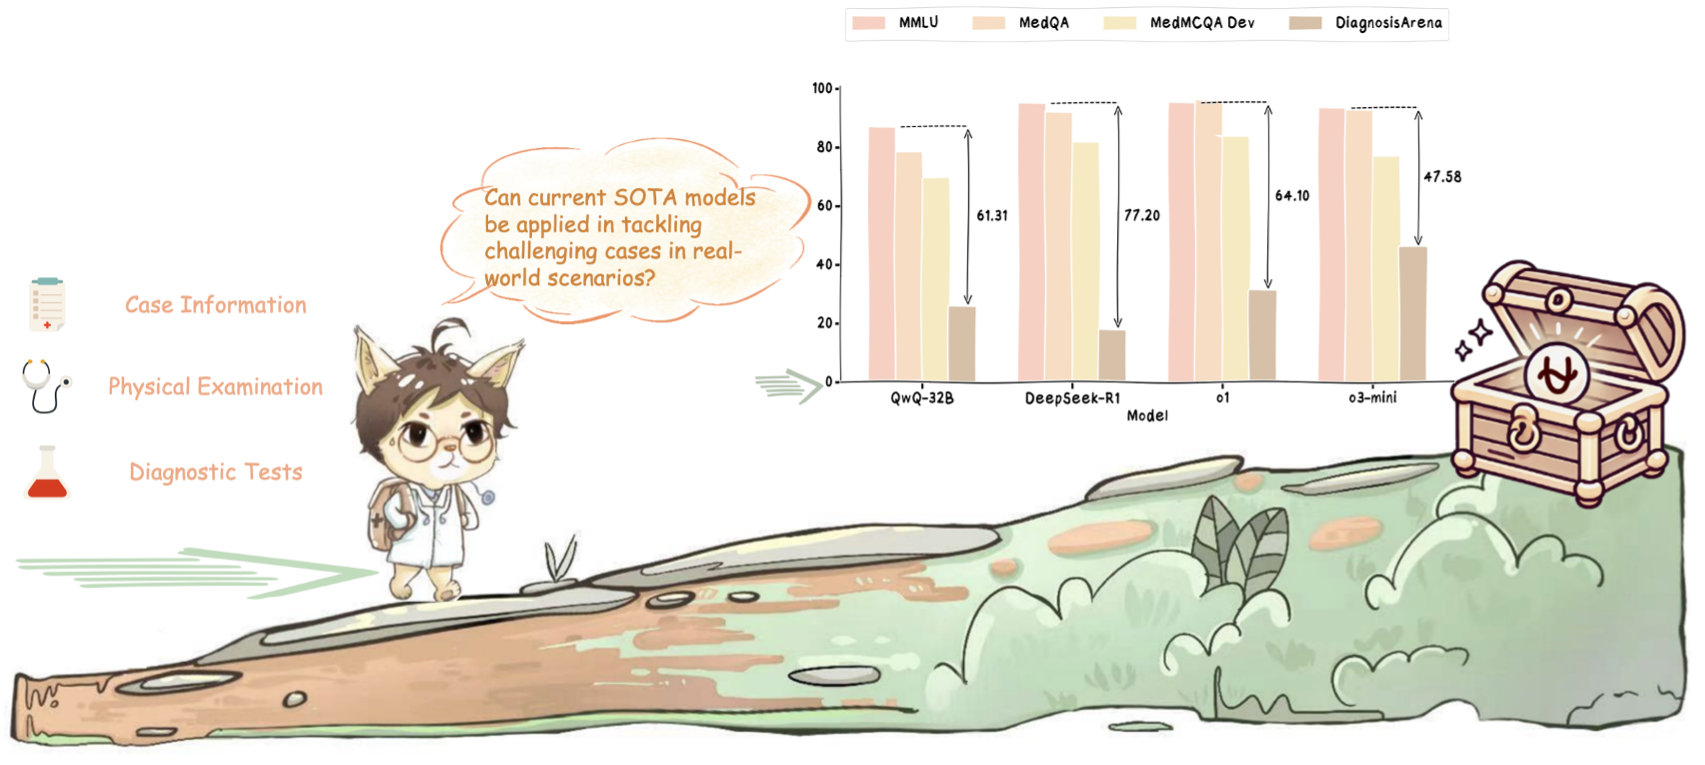 MMLU MedQA MedMCQA Dev DiagnosisArena
100
80
60
40
20
0
61.31
77.20
64.10
47.58
QwQ-32B DeepSeek-R1 o1 o3-mini
Model
Can current SOTA models
be applied in tackling
challenging cases in real-
world scenarios?
Case Information
Physical Examination
Diagnostic Tests